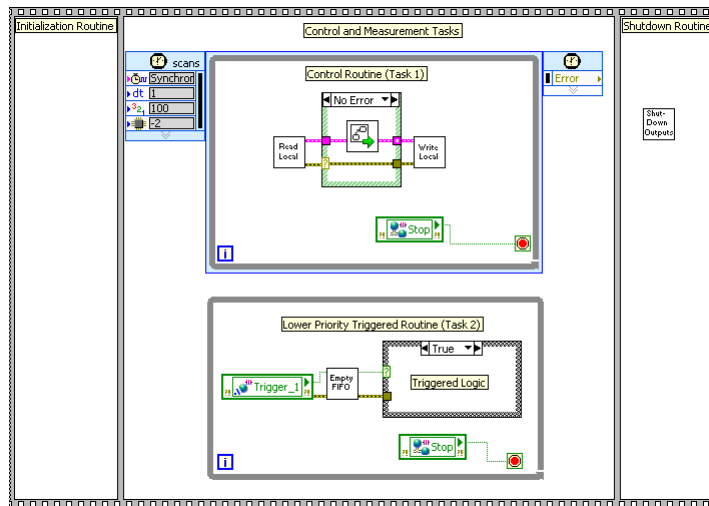 Initialization Routine
Control and Measurement Tasks
Shutdown Routine
scans
Synchror
dt 1
100
-2
Error
Control Routine (Task 1)
No Error
Read
Local
?
Write
Local
Stop
i
Shut-
Down
Outputs
Lower Priority Triggered Routine (Task 2)
True
Trigger_1
Empty
FIFO
?
Triggered Logic
Stop
i